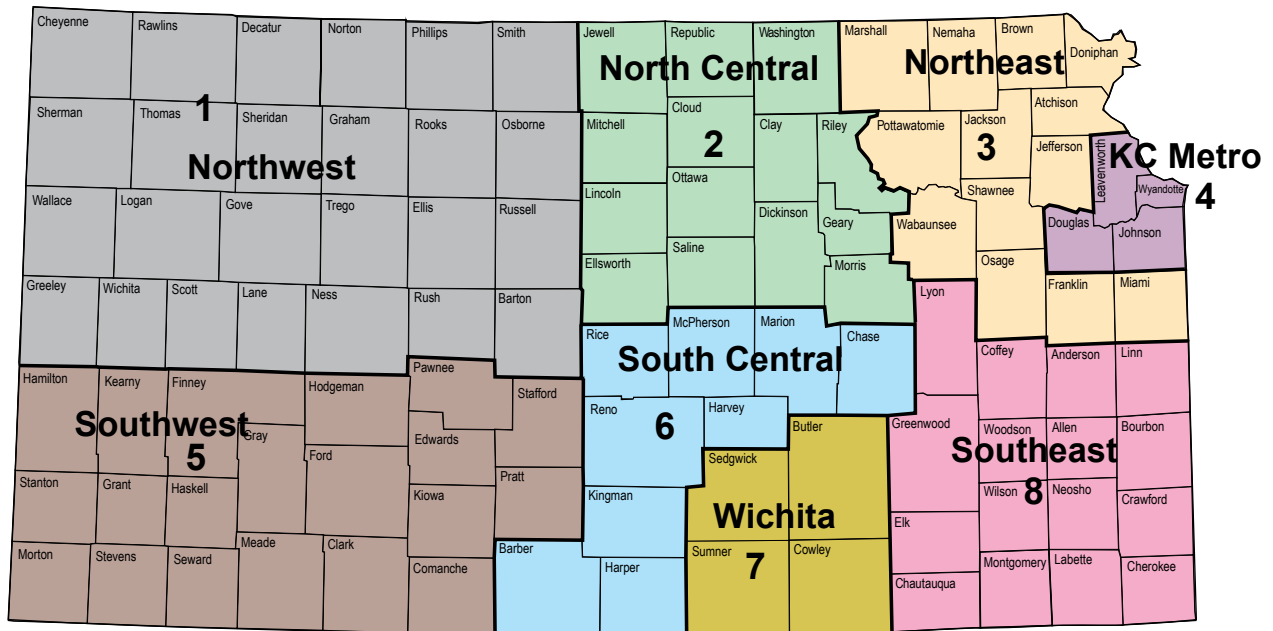 Cheyenne
Rawlins
Decatur
Norton
Phillips
Smith
Jewell
Republic
Washington
Marshall
Nemaha
Brown
Doniphan
North Central
Northeast
Sherman
Thomas
1
Sheridan
Graham
Rooks
Osborne
Mitchell
Cloud
2
Clay
Riley
Pottawatomie
Jackson
3
Atchison
Jefferson
Northwest
KC Metro
4
Leavenworth
Wyandotte
Wallace
Logan
Gove
Trego
Ellis
Russell
Lincoln
Ottawa
Dickinson
Geary
Wabaunsee
Shawnee
Douglas
Johnson
Greeley
Wichita
Scott
Lane
Ness
Rush
Barton
Ellsworth
Saline
Morris
Lyon
Osage
Franklin
Miami
Rice
McPherson
Marion
Chase
South Central
Hamilton
Kearny
Finney
Hodgeman
Pawnee
Stafford
Coffey
Anderson
Linn
Southwest
5
Gray
Ford
Edwards
Reno
6
Harvey
Butler
Greenwood
Woodson
Allen
Bourbon
Southeast
8
Stanton
Grant
Haskell
Kiowa
Pratt
Kingman
Sedgwick
Wichita
7
Elk
Wilson
Neosho
Crawford
Morton
Stevens
Seward
Meade
Clark
Comanche
Barber
Harper
Sumner
Cowley
Chautauqua
Montgomery
Labette
Cherokee